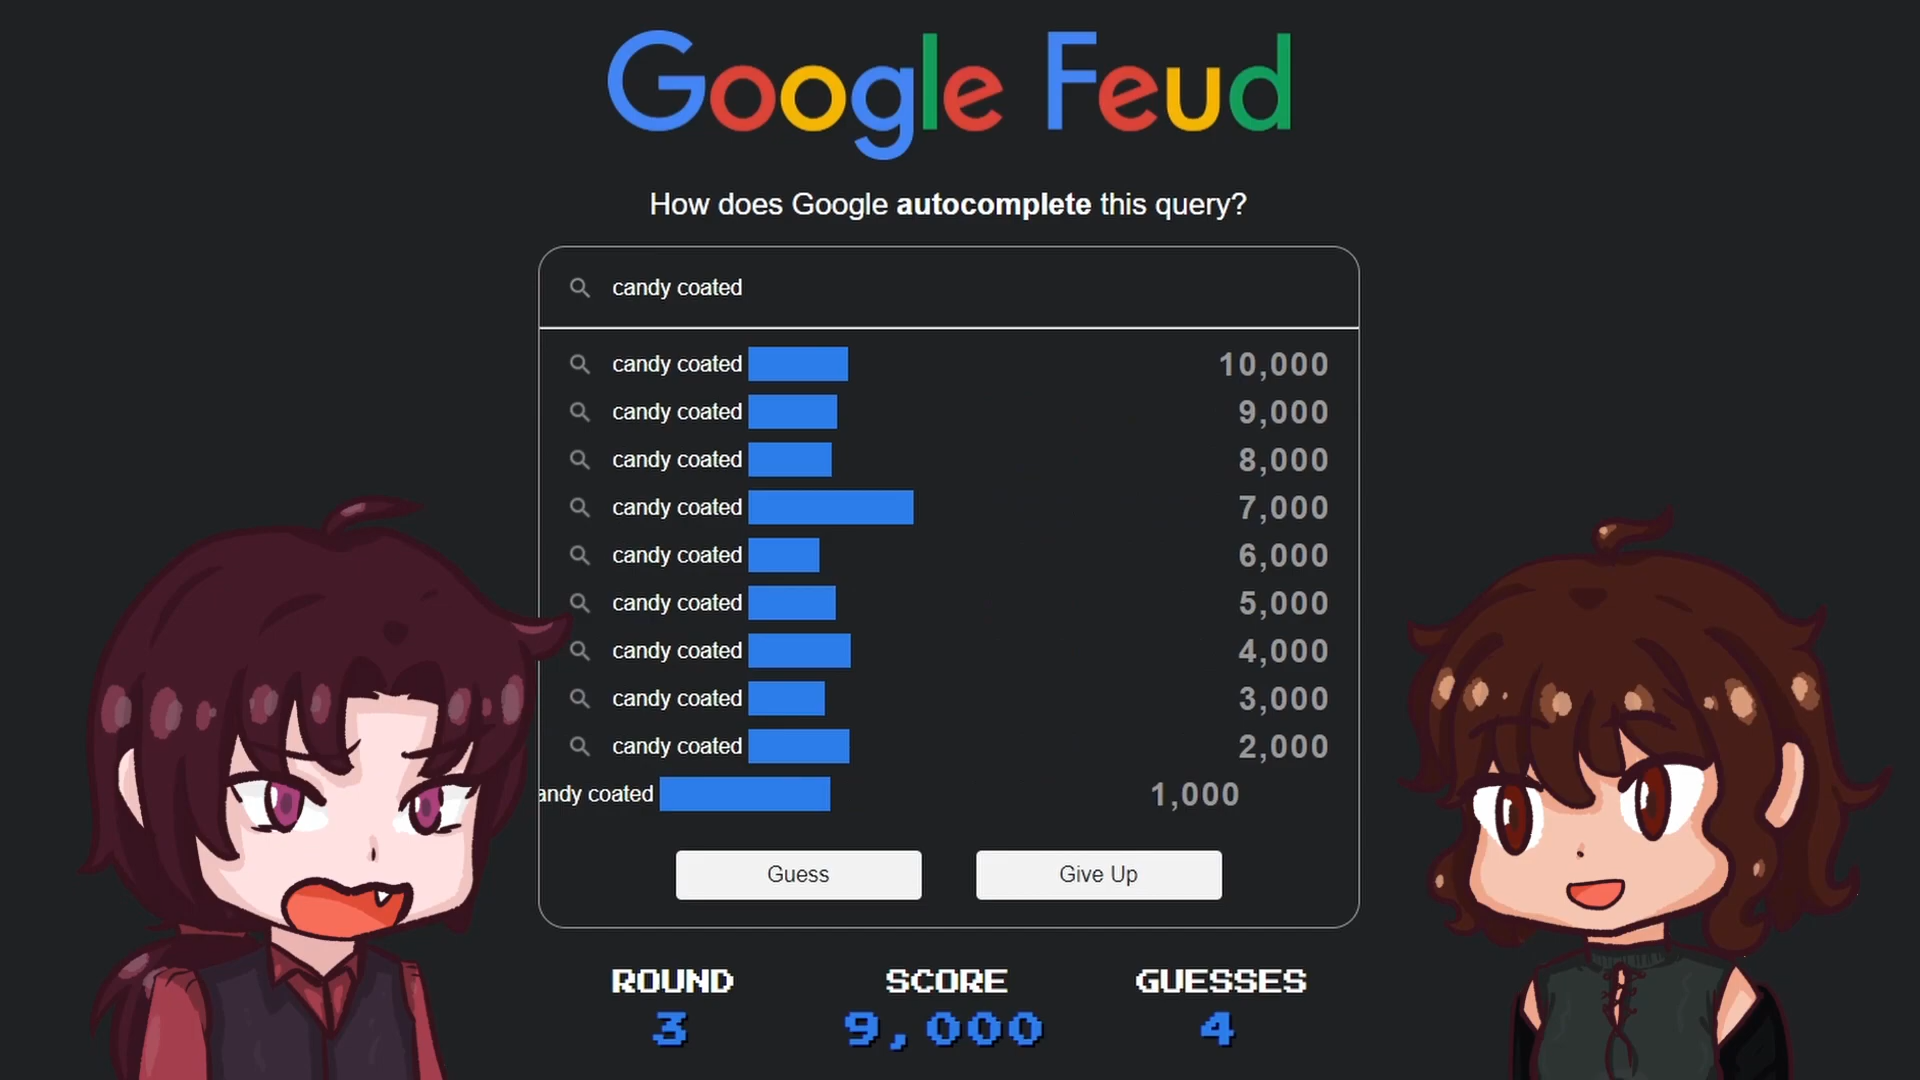 Google Feud
How does Google autocomplete this query?
candy coated
candy coated 10,000
candy coated 9,000
candy coated 8,000
candy coated 7,000
candy coated 6,000
candy coated 5,000
candy coated 4,000
candy coated 3,000
candy coated 2,000
andy coated 1,000
Guess Give Up
ROUND SCORE GUESSES
3 9,000 4